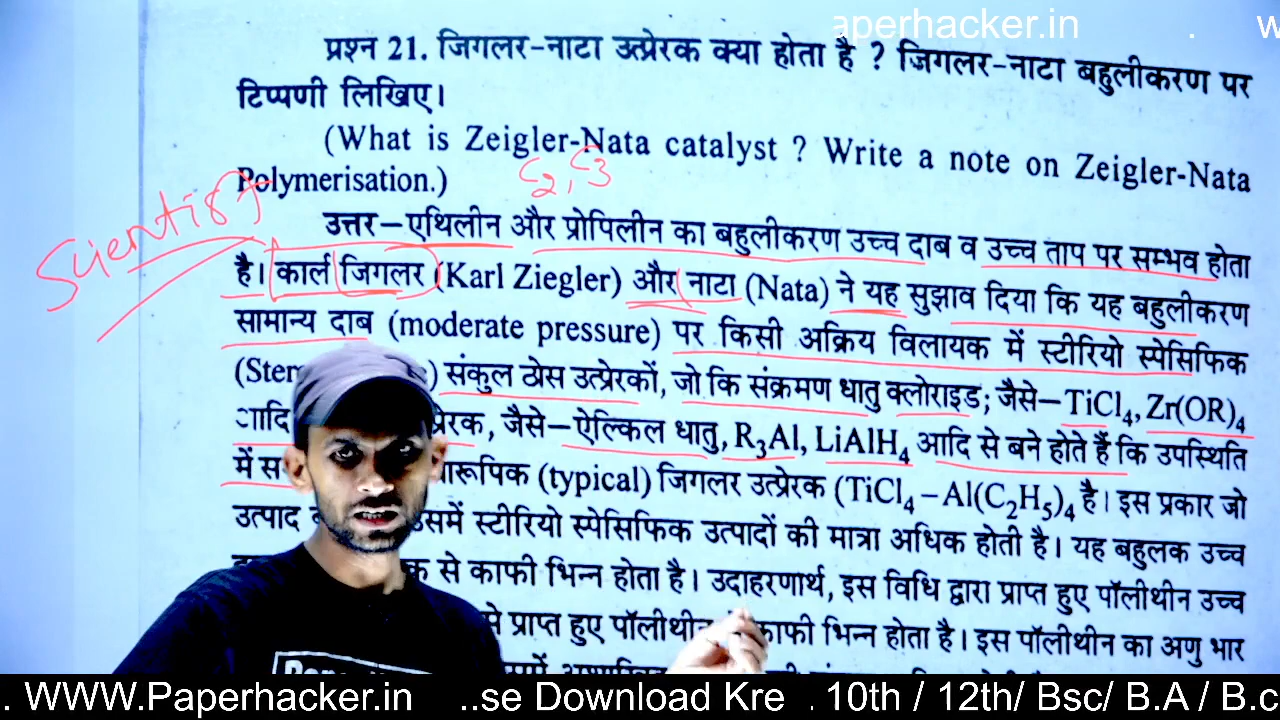 aperhacker.in . w
प्रश्न 21. जिगलर-नाटा उत्प्रेरक क्या होता है ? जिगलर-नाटा बहुलीकरण पर
टिप्पणी लिखिए।
(What is Zeigler-Nata catalyst ? Write a note on Zeigler-Nata
Polymerisation.)
C2, C3
Scientist
उत्तर–एथिलीन और प्रोपिलीन का बहुलीकरण उच्च दाब व उच्च ताप पर सम्भव होता
है। कार्ल जिगलर (Karl Ziegler) और नाटा (Nata) ने यह सुझाव दिया कि यह बहुलीकरण
सामान्य दाब (moderate pressure) पर किसी अक्रिय विलायक में स्टीरियो स्पेसिफिक
(Ster ) संकुल ठोस उत्प्रेरकों, जो कि संक्रमण धातु क्लोराइड; जैसे–TiCl4, Zr(OR)4
आदि प्रेरक, जैसे–ऐल्किल धातु, R3Al, LiAlH4 आदि से बने होते हैं कि उपस्थिति
में स ारूपिक (typical) जिगलर उत्प्रेरक (TiCl4–Al(C2H5)4 है। इस प्रकार जो
उत्पाद उसमें स्टीरियो स्पेसिफिक उत्पादों की मात्रा अधिक होती है। यह बहुलक उच्च
क से काफी भिन्न होता है। उदाहरणार्थ, इस विधि द्वारा प्राप्त हुए पॉलीथीन उच्च
से प्राप्त हुए पॉलीथीन काफी भिन्न होता है। इस पॉलीथीन का अणु भार
. WWW.Paperhacker.in ..se Download Kre . 10th / 12th/ Bsc/ B.A / B.c